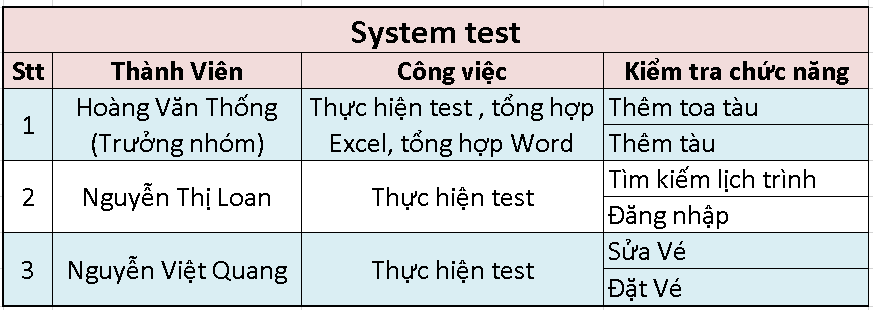 System test
Stt Thành Viên Công việc Kiểm tra chức năng
1 Hoàng Văn Thống (Trưởng nhóm) Thực hiện test , tổng hợp Excel, tổng hợp Word Thêm toa tàu
Thêm tàu
2 Nguyễn Thị Loan Thực hiện test Tìm kiếm lịch trình
Đăng nhập
3 Nguyễn Việt Quang Thực hiện test Sửa Vé
Đặt Vé